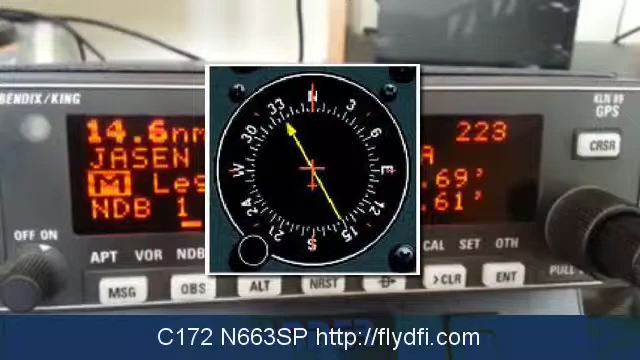 BENDIX/KING
KLN 89
GPS
14.6nm
223
JASEN
A
M Leg
.69'
NDB 1
.61'
CRSR
N 3 6 E 12 15 S 21 24 W 30 33
OFF ON
APT VOR NDB
CAL SET OTH
PULL
MSG OBS ALT NRST D >CLR ENT
C172 N663SP http://flydfi.com